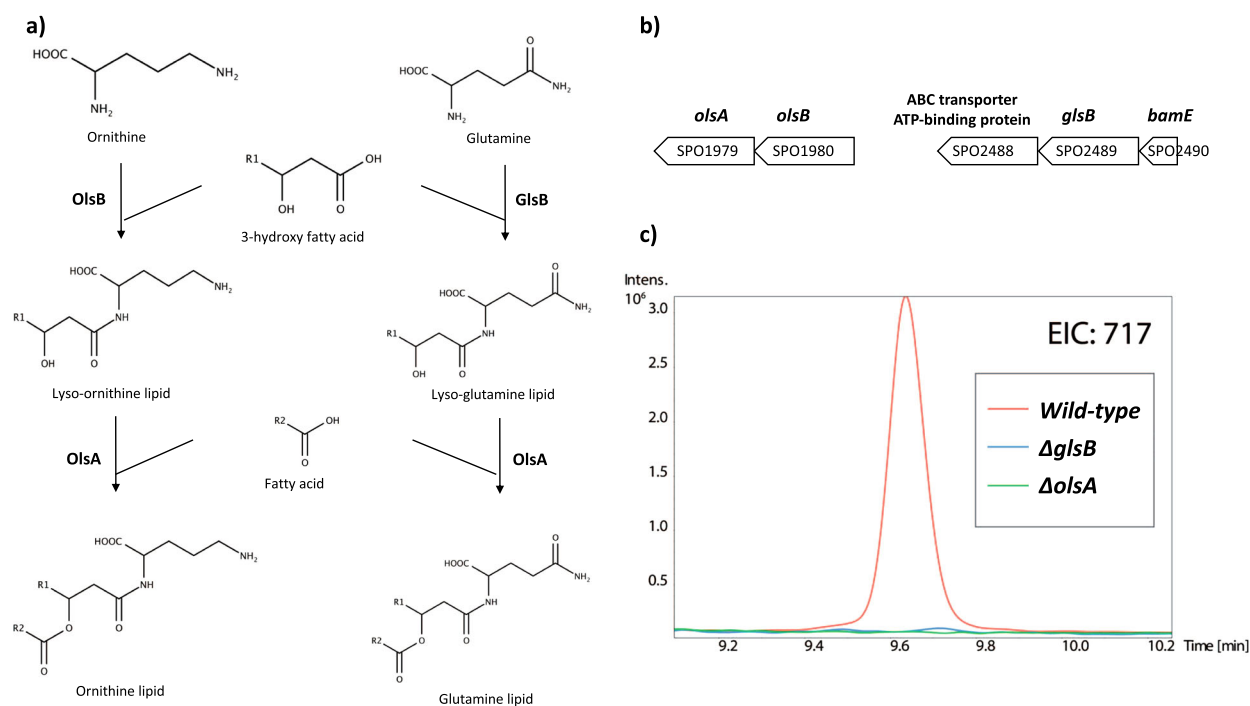 a)
HOOC
NH2
NH2
Ornithine
HOOC
O
NH2
NH2
Glutamine
OlsB
R1
OH
OH
O
3-hydroxy fatty acid
GlsB
HOOC
NH2
R1
NH
OH
O
Lyso-ornithine lipid
HOOC
O
NH2
R1
NH
OH
O
Lyso-glutamine lipid
OlsA
R2
OH
O
Fatty acid
OlsA
HOOC
NH2
R1
NH
R2
O
O
O
Ornithine lipid
HOOC
O
NH2
R1
NH
R2
O
O
O
Glutamine lipid
b)
olsA
olsB
SPO1979
SPO1980
ABC transporter
ATP-binding protein
glsB
bamE
SPO2488
SPO2489
SPO2490
c)
Intens.
10⁶
3.0
2.5
2.0
1.5
1.0
0.5
EIC: 717
Wild-type
ΔglsB
ΔolsA
9.2 9.4 9.6 9.8 10.0 10.2 Time [min]